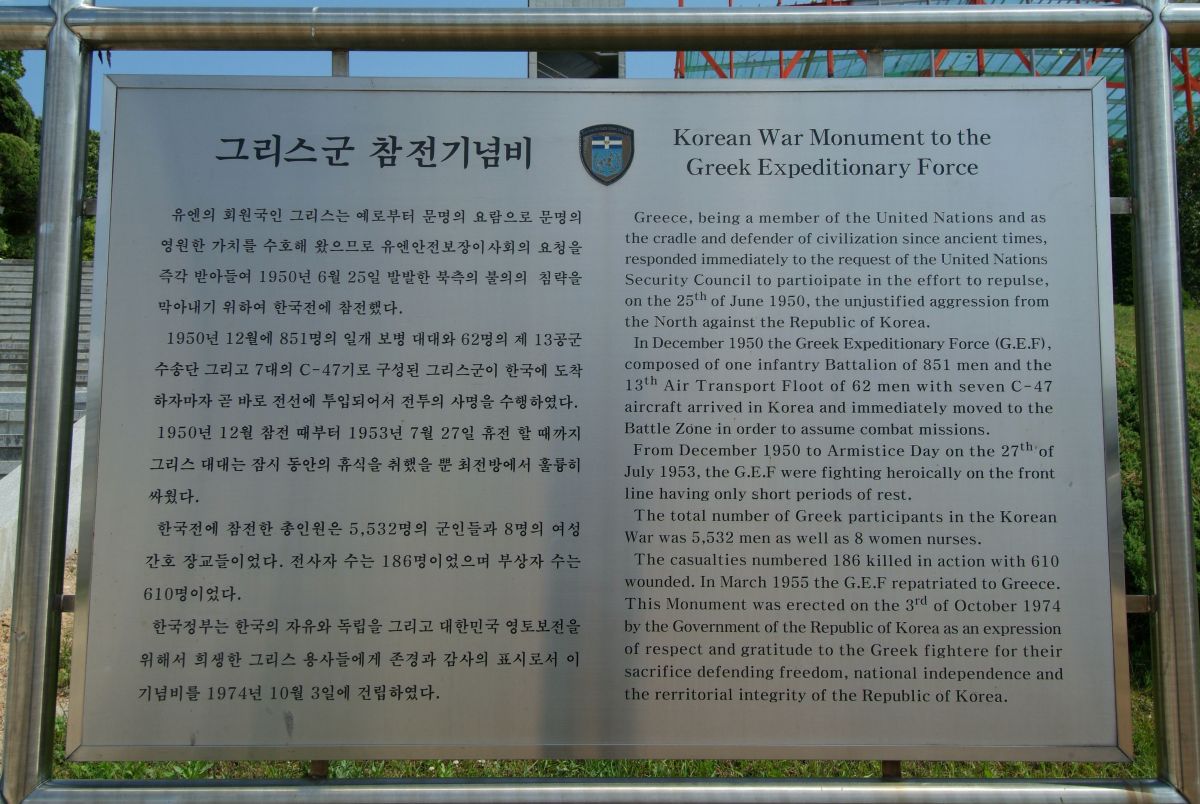 그리스군 참전기념비
유엔의 회원국인 그리스는 예로부터 문명의 요람으로 문명의
영원한 가치를 수호해 왔으므로 유엔안전보장이사회의 요청을
즉각 받아들여 1950년 6월 25일 발발한 북측의 불의의 침략을
막아내기 위하여 한국전에 참전했다.
1950년 12월에 851명의 일개 보병 대대와 62명의 제 13공군
수송단 그리고 7대의 C-47기로 구성된 그리스군이 한국에 도착
하자마자 곧 바로 전선에 투입되어서 전투의 사명을 수행하였다.
1950년 12월 참전 때부터 1953년 7월 27일 휴전 할 때까지
그리스 대대는 잠시 동안의 휴식을 취했을 뿐 최전방에서 훌륭히
싸웠다.
한국전에 참전한 총인원은 5,532명의 군인들과 8명의 여성
간호 장교들이었다. 전사자 수는 186명이었으며 부상자 수는
610명이었다.
한국정부는 한국의 자유와 독립을 그리고 대한민국 영토보전을
위해서 희생한 그리스 용사들에게 존경과 감사의 표시로서 이
기념비를 1974년 10월 3일에 건립하였다.
Korean War Monument to the
Greek Expeditionary Force
Greece, being a member of the United Nations and as
the cradle and defender of civilization since ancient times,
responded immediately to the request of the United Nations
Security Council to partioipate in the effort to repulse,
on the 25th of June 1950, the unjustified aggression from
the North against the Republic of Korea.
In December 1950 the Greek Expeditionary Force (G.E.F),
composed of one infantry Battalion of 851 men and the
13th Air Transport Floot of 62 men with seven C-47
aircraft arrived in Korea and immediately moved to the
Battle Zone in order to assume combat missions.
From December 1950 to Armistice Day on the 27th of
July 1953, the G.E.F were fighting heroically on the front
line having only short periods of rest.
The total number of Greek participants in the Korean
War was 5,532 men as well as 8 women nurses.
The casualties numbered 186 killed in action with 610
wounded. In March 1955 the G.E.F repatriated to Greece.
This Monument was erected on the 3rd of October 1974
by the Government of the Republic of Korea as an expression
of respect and gratitude to the Greek fightere for their
sacrifice defending freedom, national independence and
the rerritorial integrity of the Republic of Korea.